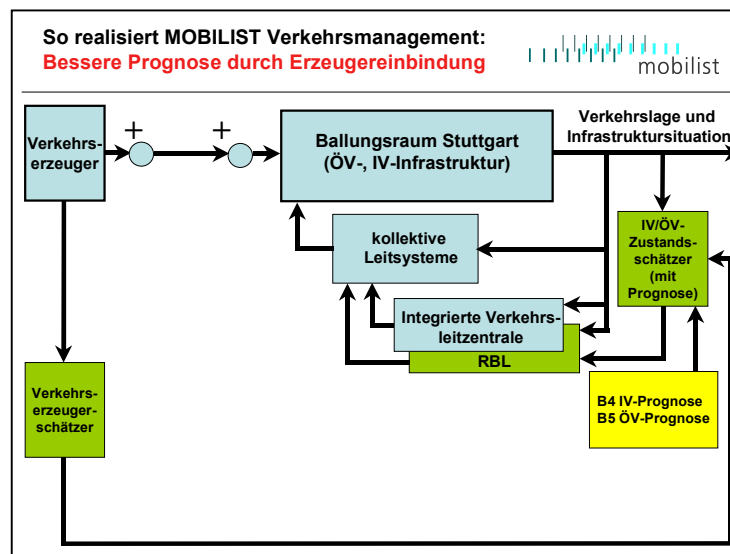 So realisiert MOBILIST Verkehrsmanagement:
Bessere Prognose durch Erzeugereinbindung
mobilist
Verkehrs-
erzeuger
+
+
Ballungsraum Stuttgart
(ÖV-, IV-Infrastruktur)
Verkehrslage und
Infrastruktursituation
kollektive
Leitsysteme
IV/ÖV-
Zustands-
schätzer
(mit
Prognose)
Integrierte Verkehrs-
leitzentrale
RBL
Verkehrs-
erzeuger-
schätzer
B4 IV-Prognose
B5 ÖV-Prognose